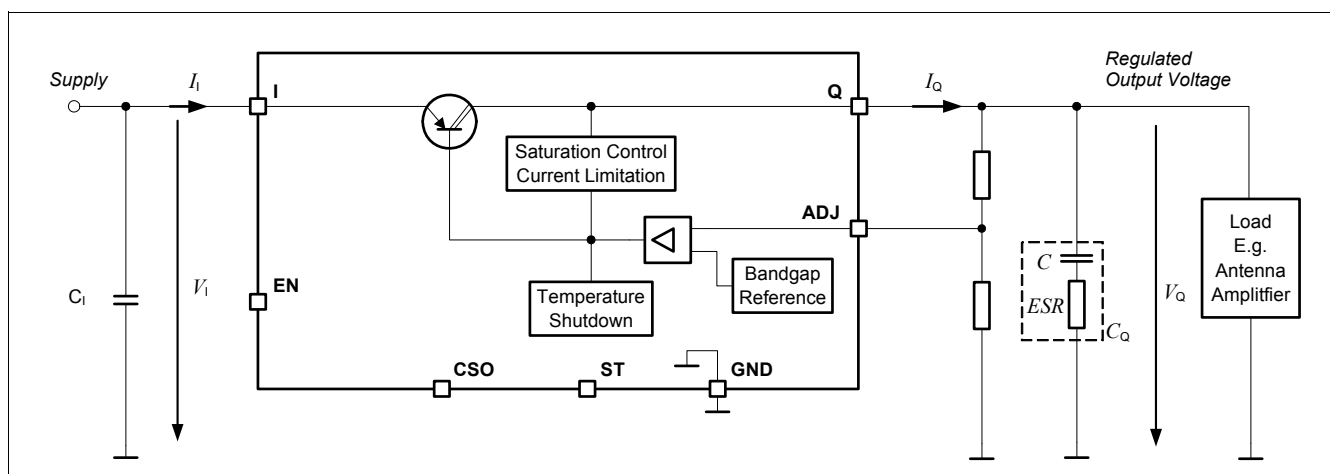 Supply
I_I
I
Q
I_Q
Regulated
Output Voltage
Saturation Control
Current Limitation
ADJ
Load
E.g.
Antenna
Amplitfier
Bandgap
Reference
C_I
V_I
EN
Temperature
Shutdown
C
ESR
C_Q
V_Q
CSO
ST
GND